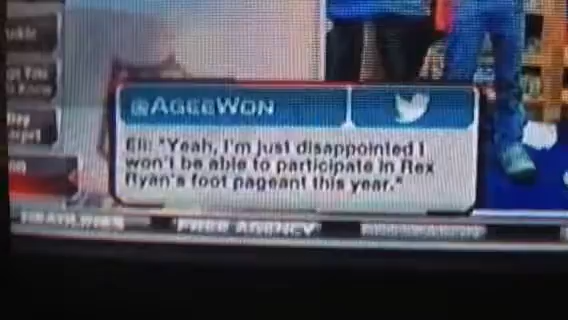 @AGEEWON
Eli: "Yeah, I'm just disappointed I
won't be able to participate in Rex
Ryan's foot pageant this year."
FREE AGENCY